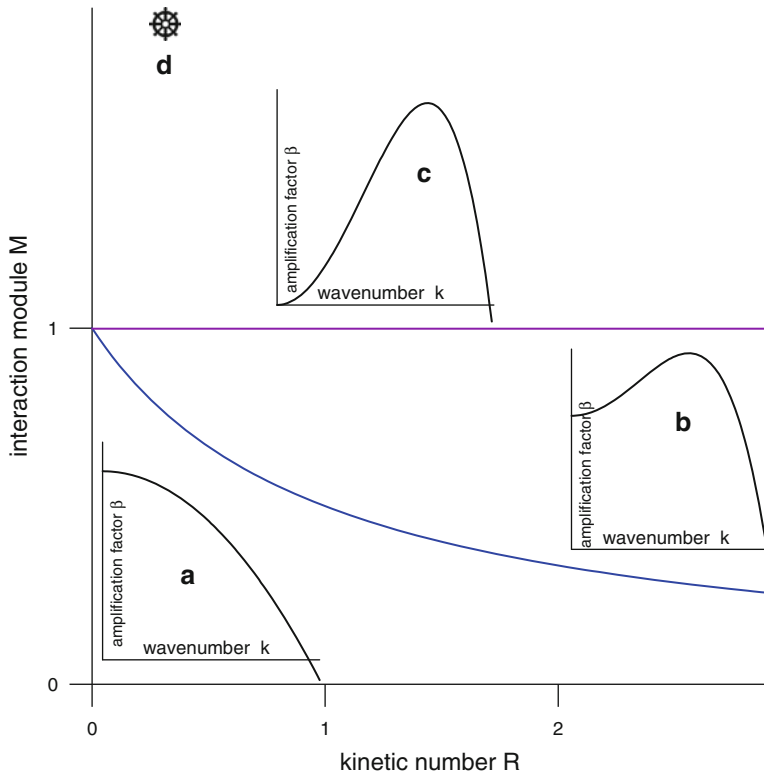 d
amplification factor β
c
wavenumber k
interaction module M
1
amplification factor β
b
wavenumber k
amplification factor β
a
wavenumber k
0
0
1
2
kinetic number R